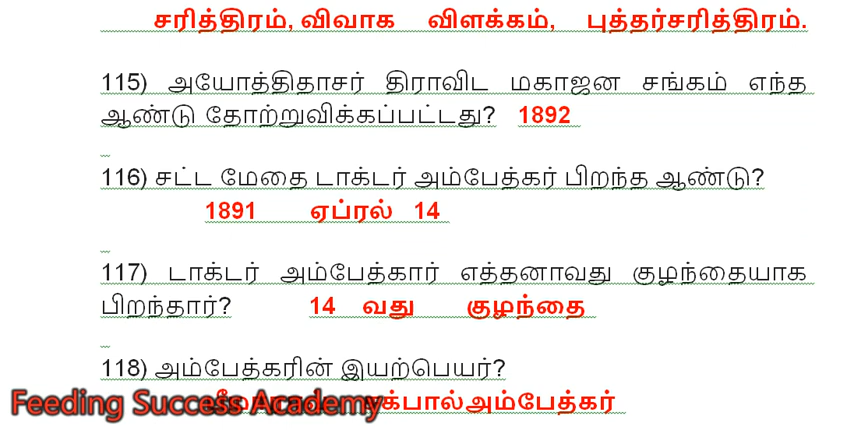 சரித்திரம், விவாக விளக்கம், புத்தர்சரித்திரம்.
115) அயோத்திதாசர் திராவிட மகாஜன சங்கம் எந்த
ஆண்டு தோற்றுவிக்கப்பட்டது? 1892
116) சட்ட மேதை டாக்டர் அம்பேத்கர் பிறந்த ஆண்டு?
1891 ஏப்ரல் 14
117) டாக்டர் அம்பேத்கார் எத்தனாவது குழந்தையாக
பிறந்தார்? 14 வது குழந்தை
118) அம்பேத்கரின் இயற்பெயர்?
Feeding Success Academy